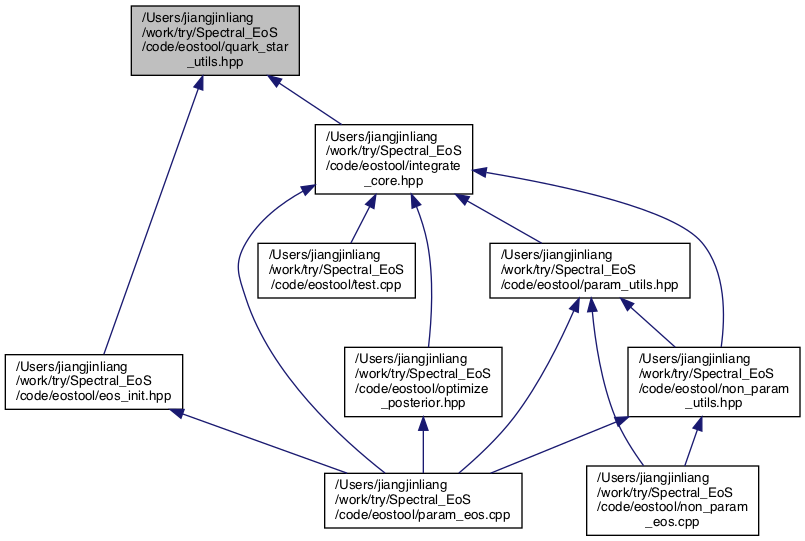 /Users/jiangjinliang
/work/try/Spectral_EoS
/code/eostool/quark_star
_utils.hpp
/Users/jiangjinliang
/work/try/Spectral_EoS
/code/eostool/integrate
_core.hpp
/Users/jiangjinliang
/work/try/Spectral_EoS
/code/eostool/test.cpp
/Users/jiangjinliang
/work/try/Spectral_EoS
/code/eostool/param_utils.hpp
/Users/jiangjinliang
/work/try/Spectral_EoS
/code/eostool/eos_init.hpp
/Users/jiangjinliang
/work/try/Spectral_EoS
/code/eostool/optimize
_posterior.hpp
/Users/jiangjinliang
/work/try/Spectral_EoS
/code/eostool/non_param
_utils.hpp
/Users/jiangjinliang
/work/try/Spectral_EoS
/code/eostool/param_eos.cpp
/Users/jiangjinliang
/work/try/Spectral_EoS
/code/eostool/non_param
_eos.cpp